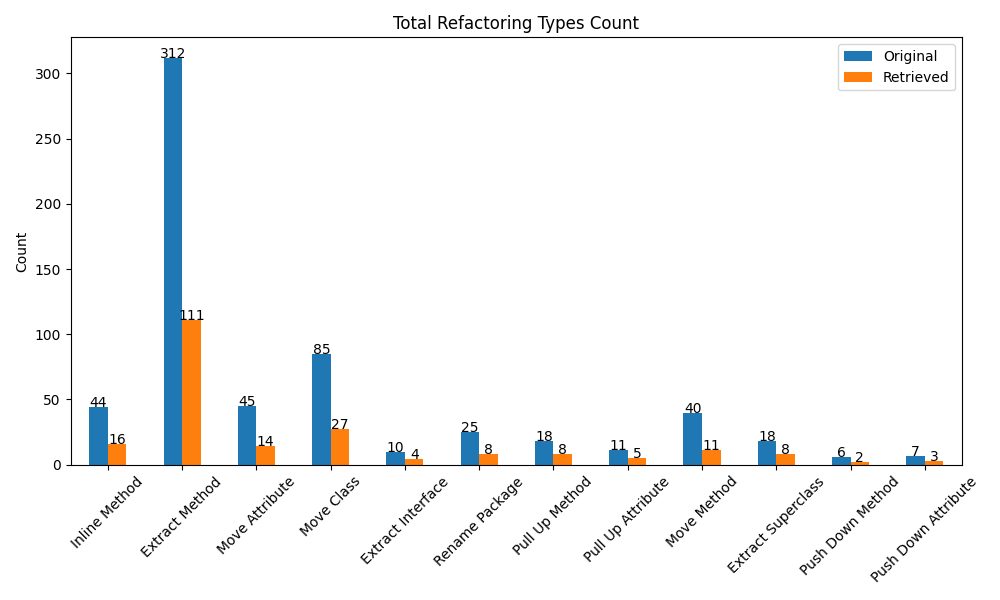 Total Refactoring Types Count
Original
Retrieved
Count
300
250
200
150
100
50
0
44
16
312
111
45
14
85
27
10
4
25
8
18
8
11
5
40
11
18
8
6
2
7
3
Inline Method
Extract Method
Move Attribute
Move Class
Extract Interface
Rename Package
Pull Up Method
Pull Up Attribute
Move Method
Extract Superclass
Push Down Method
Push Down Attribute